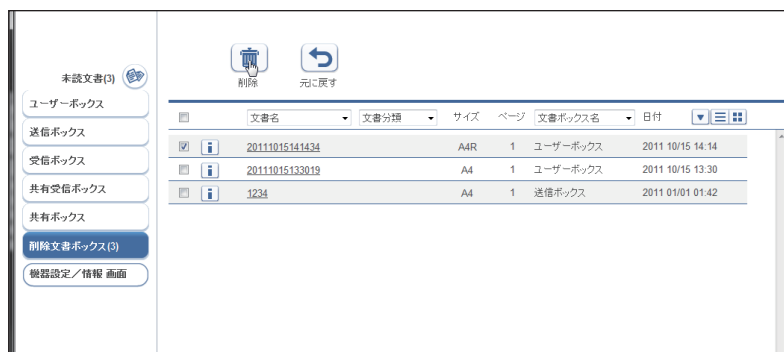 未読文書(3)
ユーザーボックス
送信ボックス
受信ボックス
共有受信ボックス
共有ボックス
削除文書ボックス(3)
機器設定／情報 画面
削除 元に戻す
文書名 文書分類 サイズ ページ 文書ボックス名 日付
20111015141434 A4R 1 ユーザーボックス 2011 10/15 14:14
20111015133019 A4 1 ユーザーボックス 2011 10/15 13:30
1234 A4 1 送信ボックス 2011 01/01 01:42